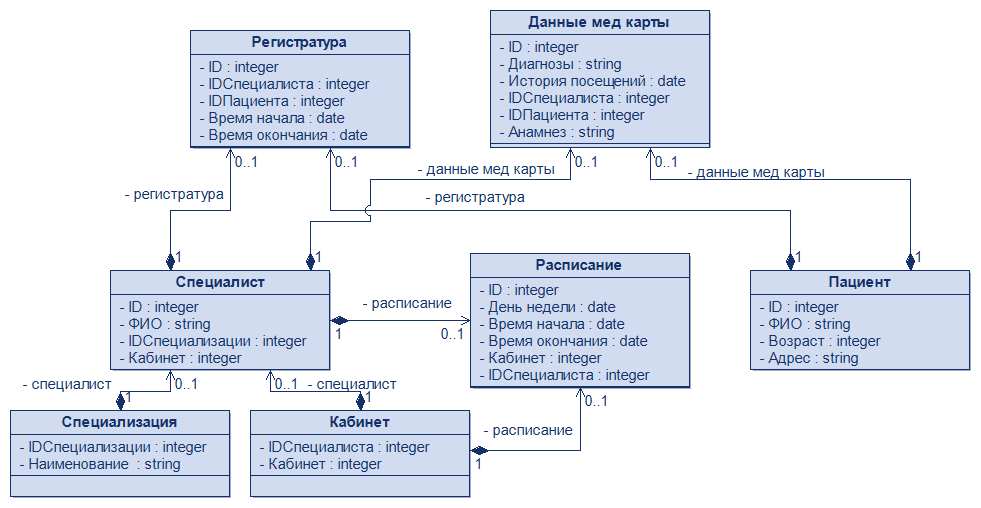 Регистратура
- ID : integer
- IDСпециалиста : integer
- IDПациента : integer
- Время начала : date
- Время окончания : date
Данные мед карты
- ID : integer
- Диагнозы : string
- История посещений : date
- IDСпециалиста : integer
- IDПациента : integer
- Анамнез : string
0..1
0..1
0..1
0..1
- данные мед карты
- данные мед карты
- регистратура
- регистратура
1
1
1
1
Специалист
- ID : integer
- ФИО : string
- IDСпециализации : integer
- Кабинет : integer
- расписание
1
0..1
Расписание
- ID : integer
- День недели : date
- Время начала : date
- Время окончания : date
- Кабинет : integer
- IDСпециалиста : integer
Пациент
- ID : integer
- ФИО : string
- Возраст : integer
- Адрес : string
- специалист
0..1
0..1
- специалист
1
1
0..1
Специализация
- IDСпециализации : integer
- Наименование : string
Кабинет
- IDСпециалиста : integer
- Кабинет : integer
- расписание
1